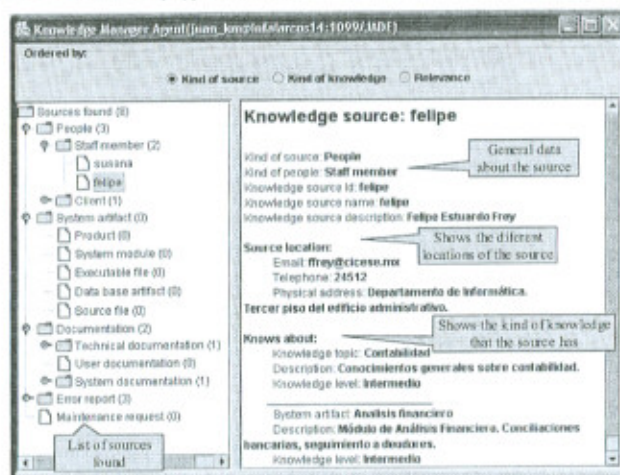 Knowledge Manager Agent(juan_km@lafalarcos14:1099/JADE)
Ordered by:
Kind of source Kind of knowledge Relevance
Sources found (8)
People (3)
Staff member (2)
susana
felipe
Client (1)
System artifact (0)
Product (0)
System module (0)
Executable file (0)
Data base artifact (0)
Source file (0)
Documentation (2)
Technical documentation (1)
User documentation (0)
System documentation (1)
Error report (3)
Maintenance request (0)
List of sources
found
Knowledge source: felipe
Kind of source: People
Kind of people: Staff member
Knowledge source id: felipe
Knowledge source name: felipe
Knowledge source description: Felipe Estuardo Frey
General data
about the source
Source location:
Email: ffrey@cicese.mx
Telephone: 24512
Physical address: Departamento de Informática.
Tercer piso del edificio administrativo.
Shows the diferent
locations of the source
Knows about:
Knowledge topic: Contabilidad
Description: Conocimientos generales sobre contabilidad.
Knowledge level: Intermedio
Shows the kind of knowledge
that the source has
System artifact: Analisis financiero
Description: Módulo de Análisis Financiero. Conciliaciones
bancarias, seguimiento a deudores.
Knowledge level: Intermedio